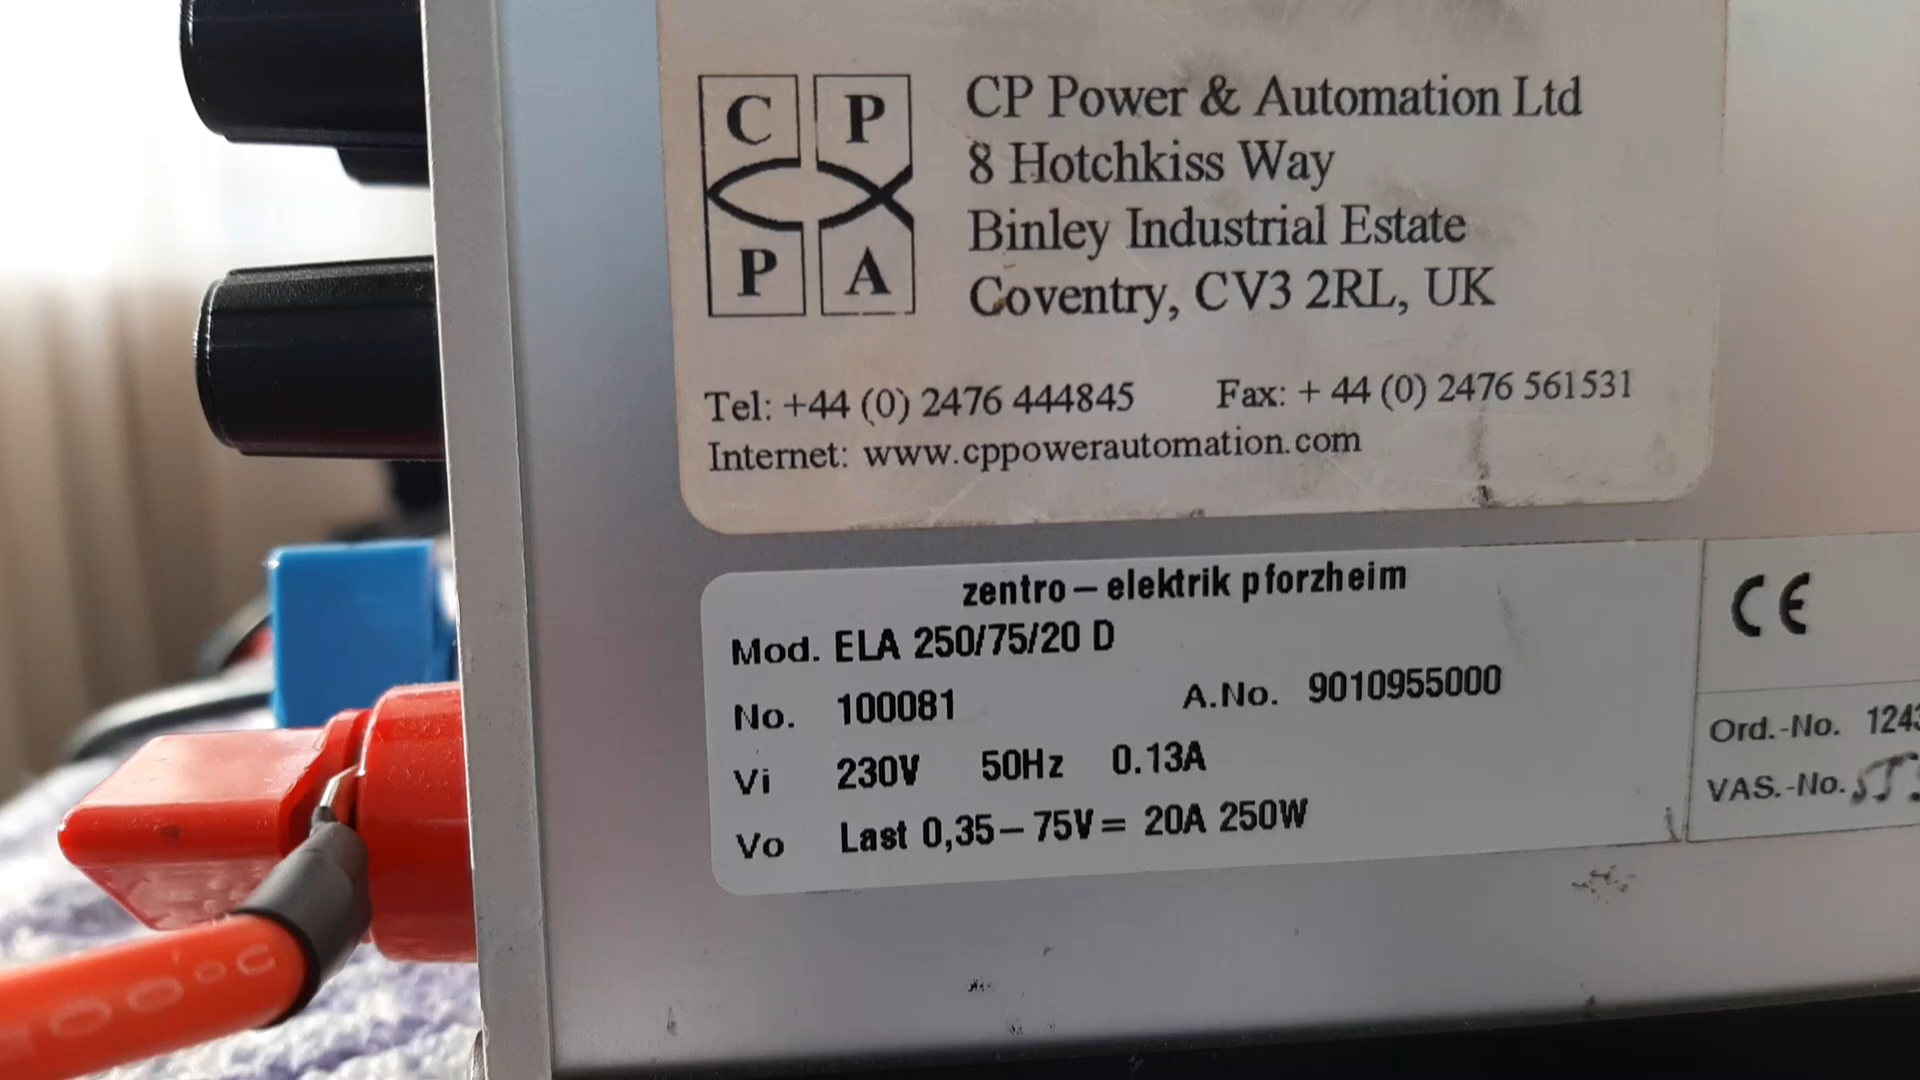 C P
P A
CP Power & Automation Ltd
8 Hotchkiss Way
Binley Industrial Estate
Coventry, CV3 2RL, UK
Tel: +44 (0) 2476 444845 Fax: + 44 (0) 2476 561531
Internet: www.cppowerautomation.com
zentro – elektrik pforzheim
Mod. ELA 250/75/20 D
No. 100081 A.No. 9010955000
Vi 230V 50Hz 0.13A
Vo Last 0,35 – 75V = 20A 250W
CE
Ord.-No. 1243
VAS.-No.
00°C